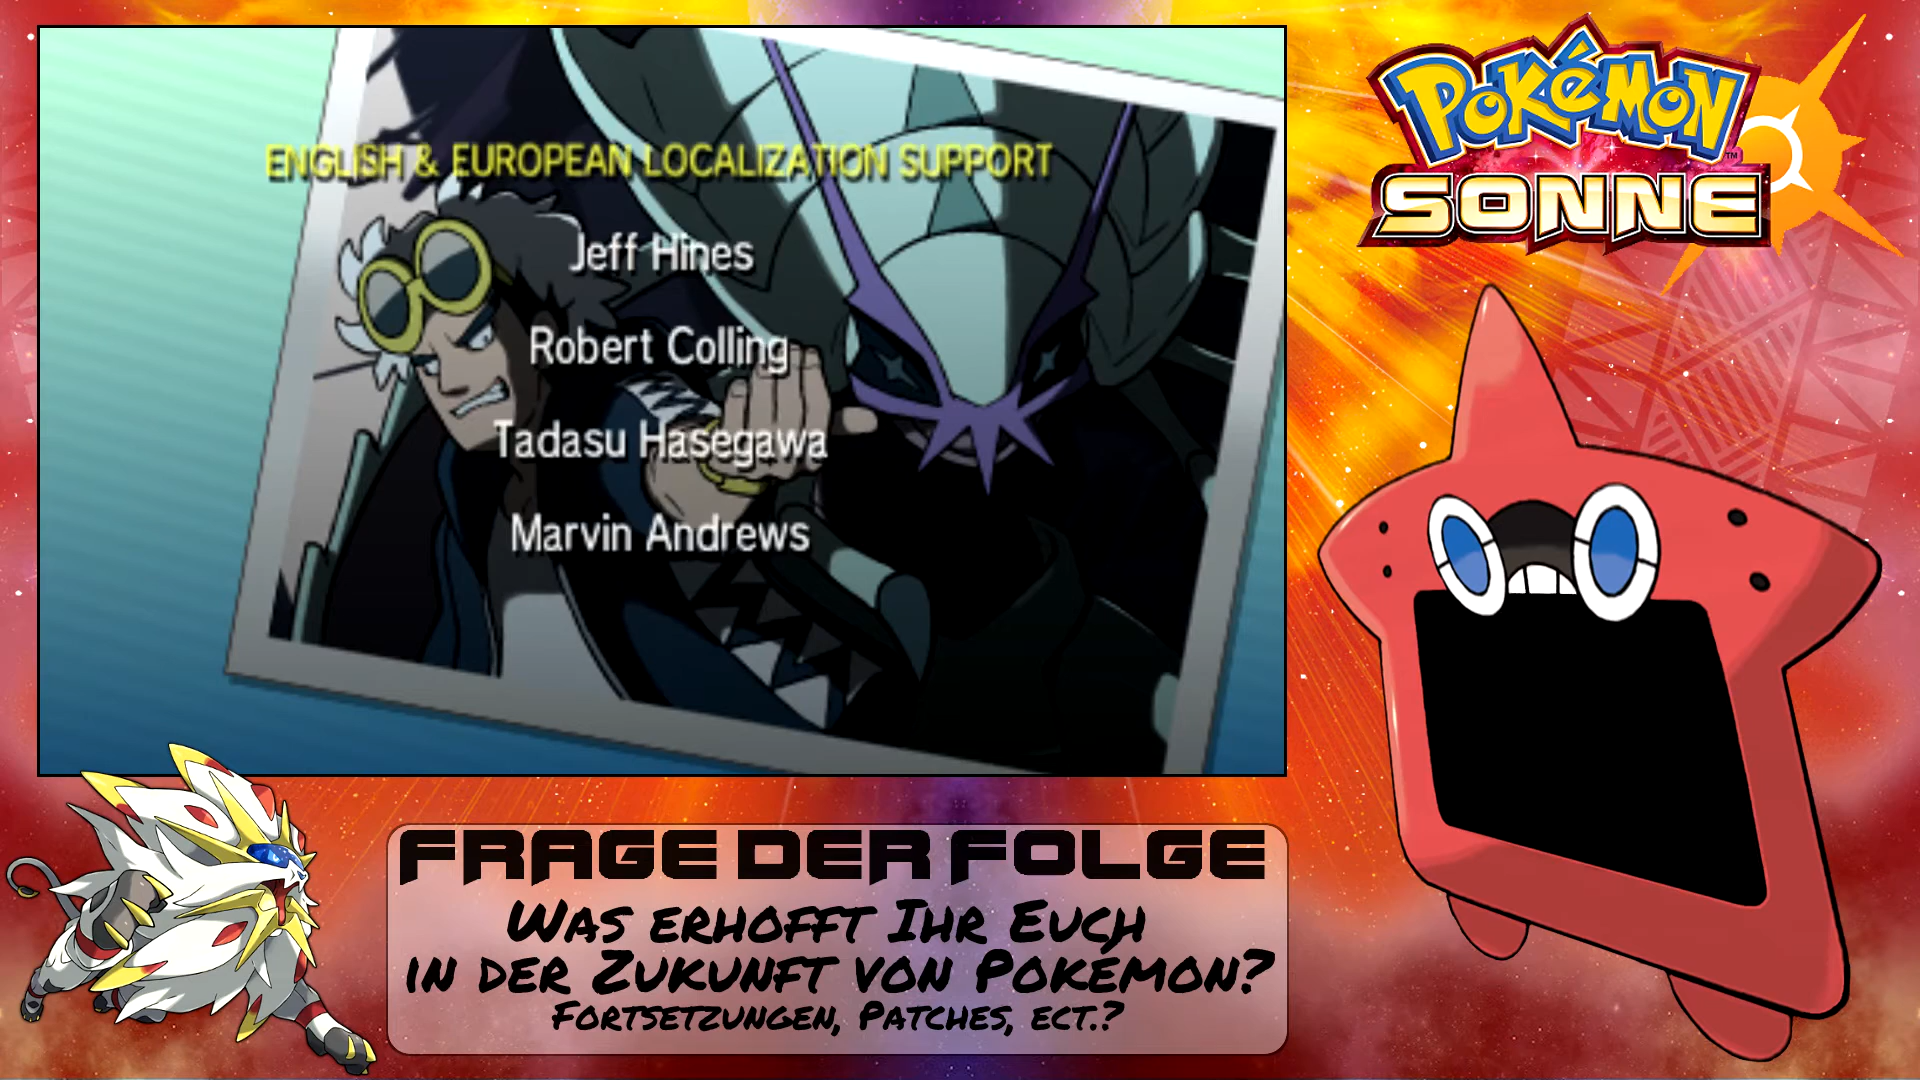 ENGLISH & EUROPEAN LOCALIZATION SUPPORT
Jeff Hines
Robert Colling
Tadasu Hasegawa
Marvin Andrews
POKéMON
™
SONNE
FRAGE DER FOLGE
WAS ERHOFFT IHR EUCH
IN DER ZUKUNFT VON POKéMON?
FORTSETZUNGEN, PATCHES, ECT.?